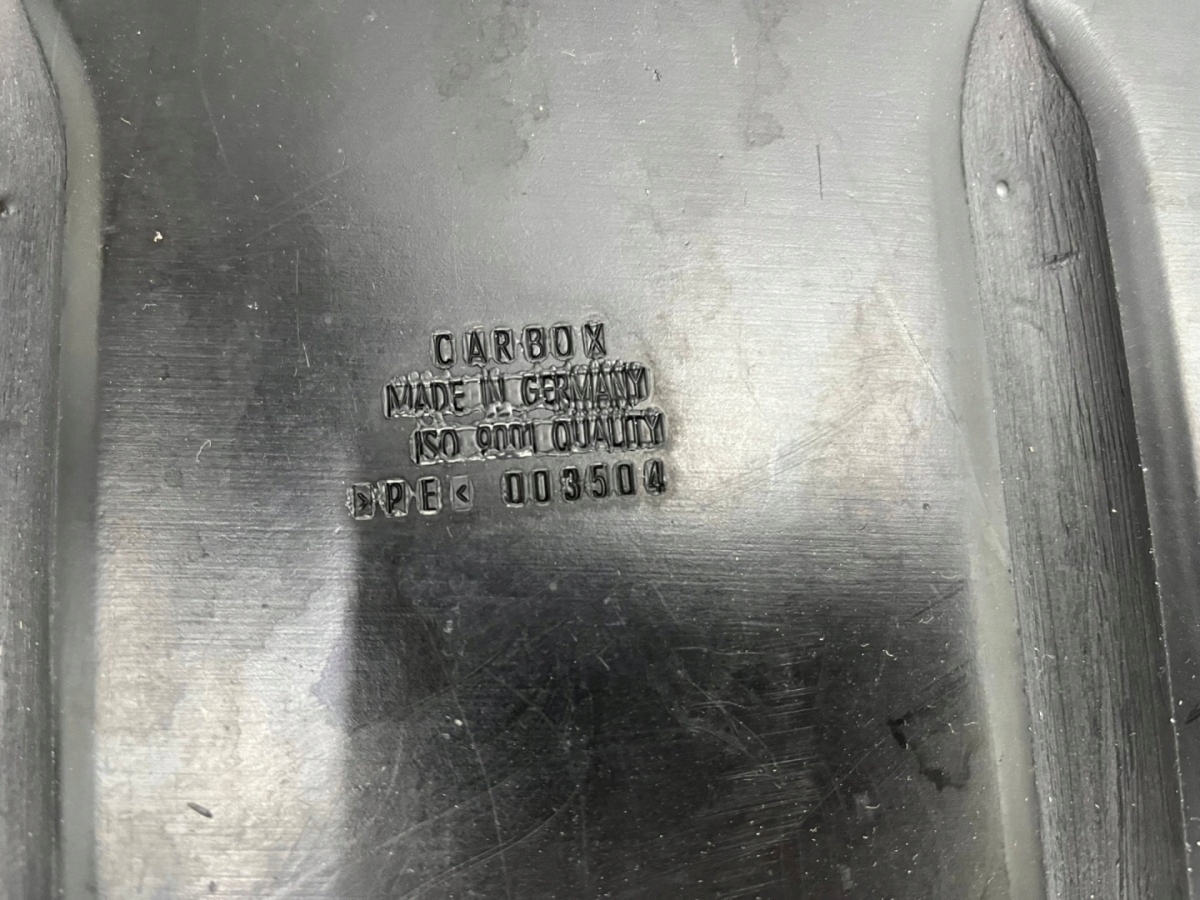 CARBOX
MADE IN GERMANY
ISO 9001 QUALITY
>PE< 003504